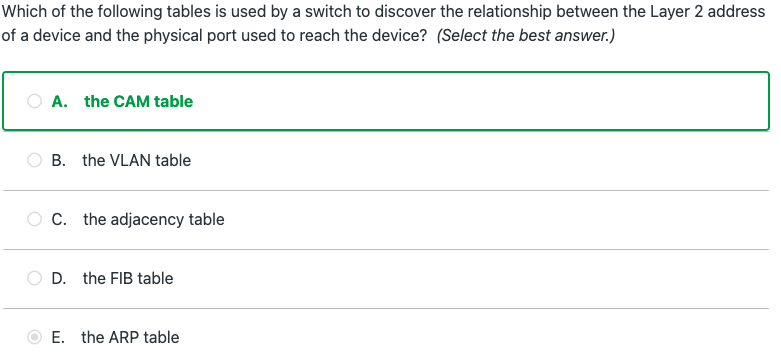 Which of the following tables is used by a switch to discover the relationship between the Layer 2 address
of a device and the physical port used to reach the device? (Select the best answer.)
A. the CAM table
B. the VLAN table
C. the adjacency table
D. the FIB table
E. the ARP table